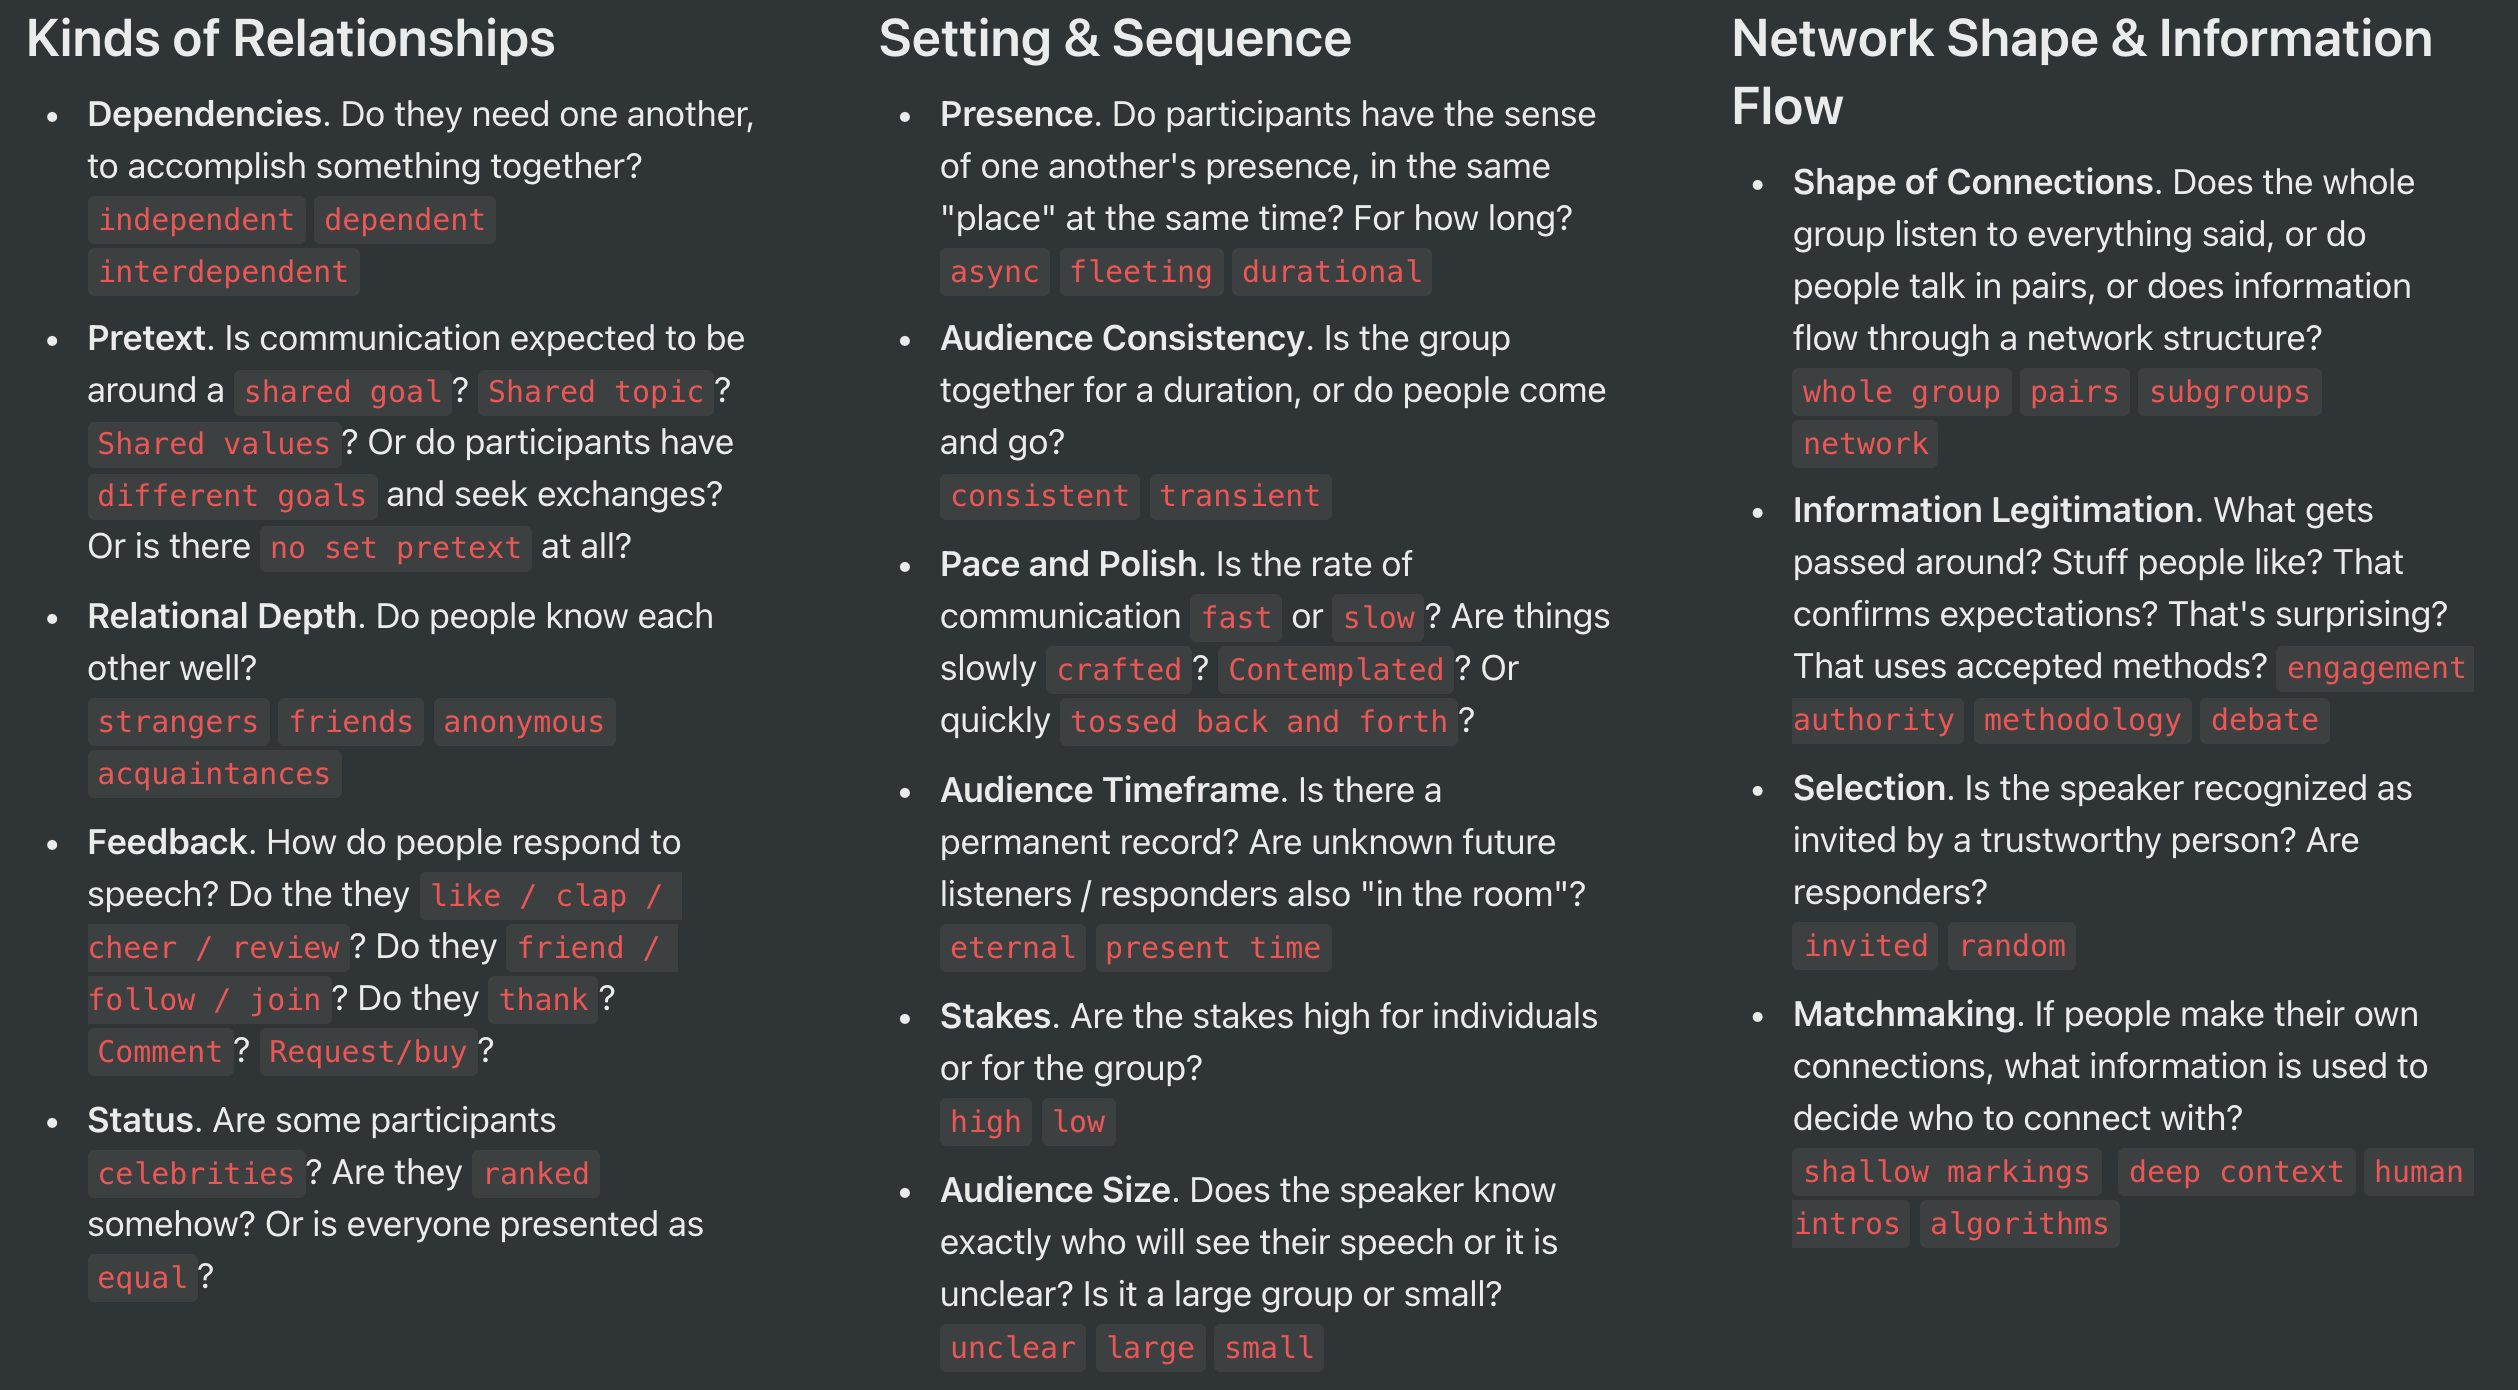 Kinds of Relationships
• Dependencies. Do they need one another,
to accomplish something together?
independent dependent
interdependent
• Pretext. Is communication expected to be
around a shared goal? Shared topic?
Shared values? Or do participants have
different goals and seek exchanges?
Or is there no set pretext at all?
• Relational Depth. Do people know each
other well?
strangers friends anonymous
acquaintances
• Feedback. How do people respond to
speech? Do the they like / clap /
cheer / review? Do they friend /
follow / join? Do they thank?
Comment? Request/buy?
• Status. Are some participants
celebrities? Are they ranked
somehow? Or is everyone presented as
equal?
Setting & Sequence
• Presence. Do participants have the sense
of one another's presence, in the same
"place" at the same time? For how long?
async fleeting durational
• Audience Consistency. Is the group
together for a duration, or do people come
and go?
consistent transient
• Pace and Polish. Is the rate of
communication fast or slow? Are things
slowly crafted? Contemplated? Or
quickly tossed back and forth?
• Audience Timeframe. Is there a
permanent record? Are unknown future
listeners / responders also "in the room"?
eternal present time
• Stakes. Are the stakes high for individuals
or for the group?
high low
• Audience Size. Does the speaker know
exactly who will see their speech or it is
unclear? Is it a large group or small?
unclear large small
Network Shape & Information
Flow
• Shape of Connections. Does the whole
group listen to everything said, or do
people talk in pairs, or does information
flow through a network structure?
whole group pairs subgroups
network
• Information Legitimation. What gets
passed around? Stuff people like? That
confirms expectations? That's surprising?
That uses accepted methods? engagement
authority methodology debate
• Selection. Is the speaker recognized as
invited by a trustworthy person? Are
responders?
invited random
• Matchmaking. If people make their own
connections, what information is used to
decide who to connect with?
shallow markings deep context human
intros algorithms